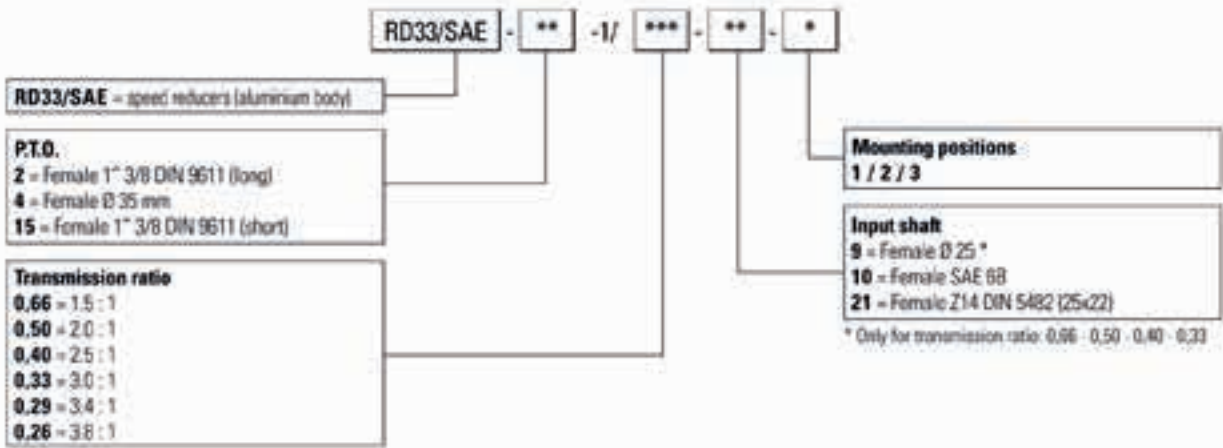 RD33/SAE - ** -1/ *** - ** - *
RD33/SAE = speed reducers (aluminium body)
P.T.O.
2 = Female 1" 3/8 DIN 9611 (long)
4 = Female Ø 35 mm
15 = Female 1" 3/8 DIN 9611 (short)
Transmission ratio
0,66 = 1.5 : 1
0,50 = 2.0 : 1
0,40 = 2.5 : 1
0,33 = 3.0 : 1
0,29 = 3.4 : 1
0,26 = 3.8 : 1
Mounting positions
1 / 2 / 3
Input shaft
9 = Female Ø 25 *
10 = Female SAE 6B
21 = Female Z14 DIN 5482 (25x22)
* Only for transmission ratio: 0,66 - 0,50 - 0,40 - 0,33